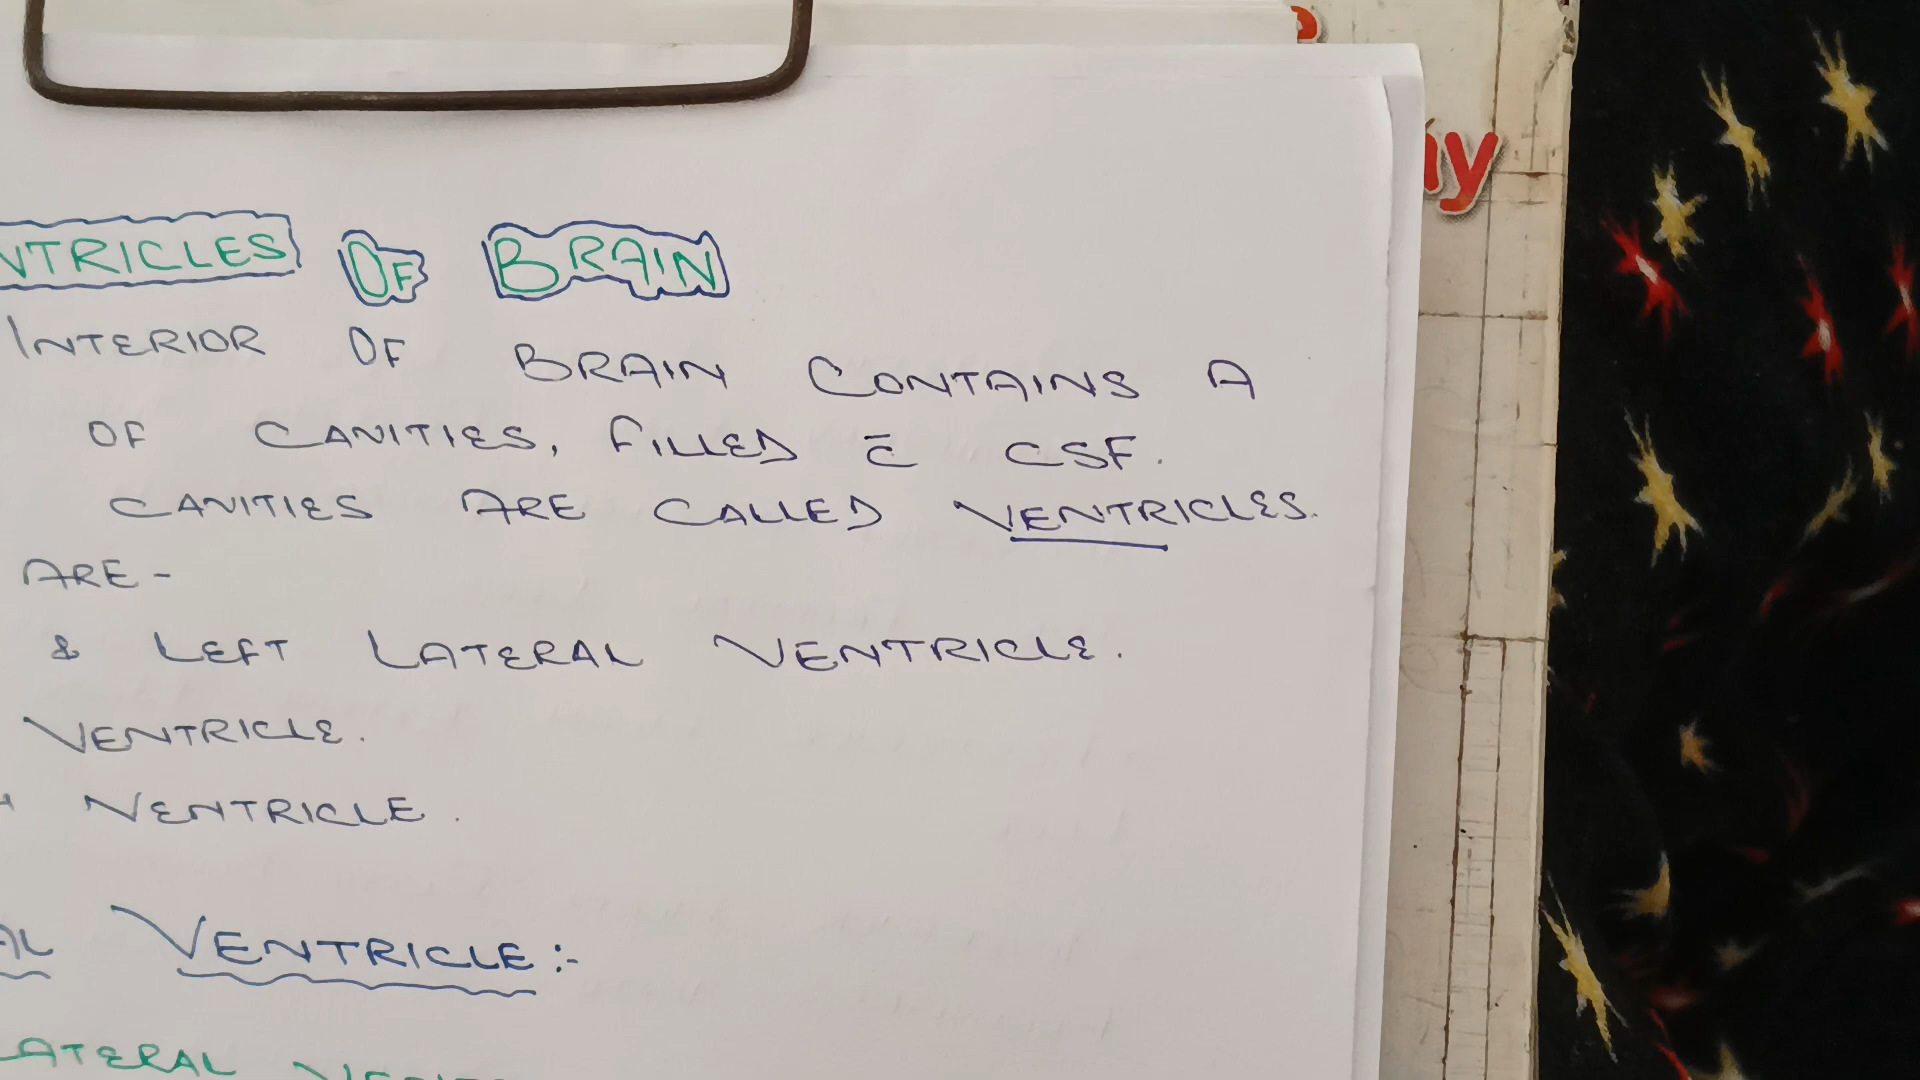 NTRICLES OF BRAIN
INTERIOR OF BRAIN CONTAINS A
OF CAVITIES, FILLED c̄ CSF.
CAVITIES ARE CALLED VENTRICLES.
ARE -
& LEFT LATERAL VENTRICLE.
VENTRICLE.
VENTRICLE.
AL VENTRICLE :-
LATERAL